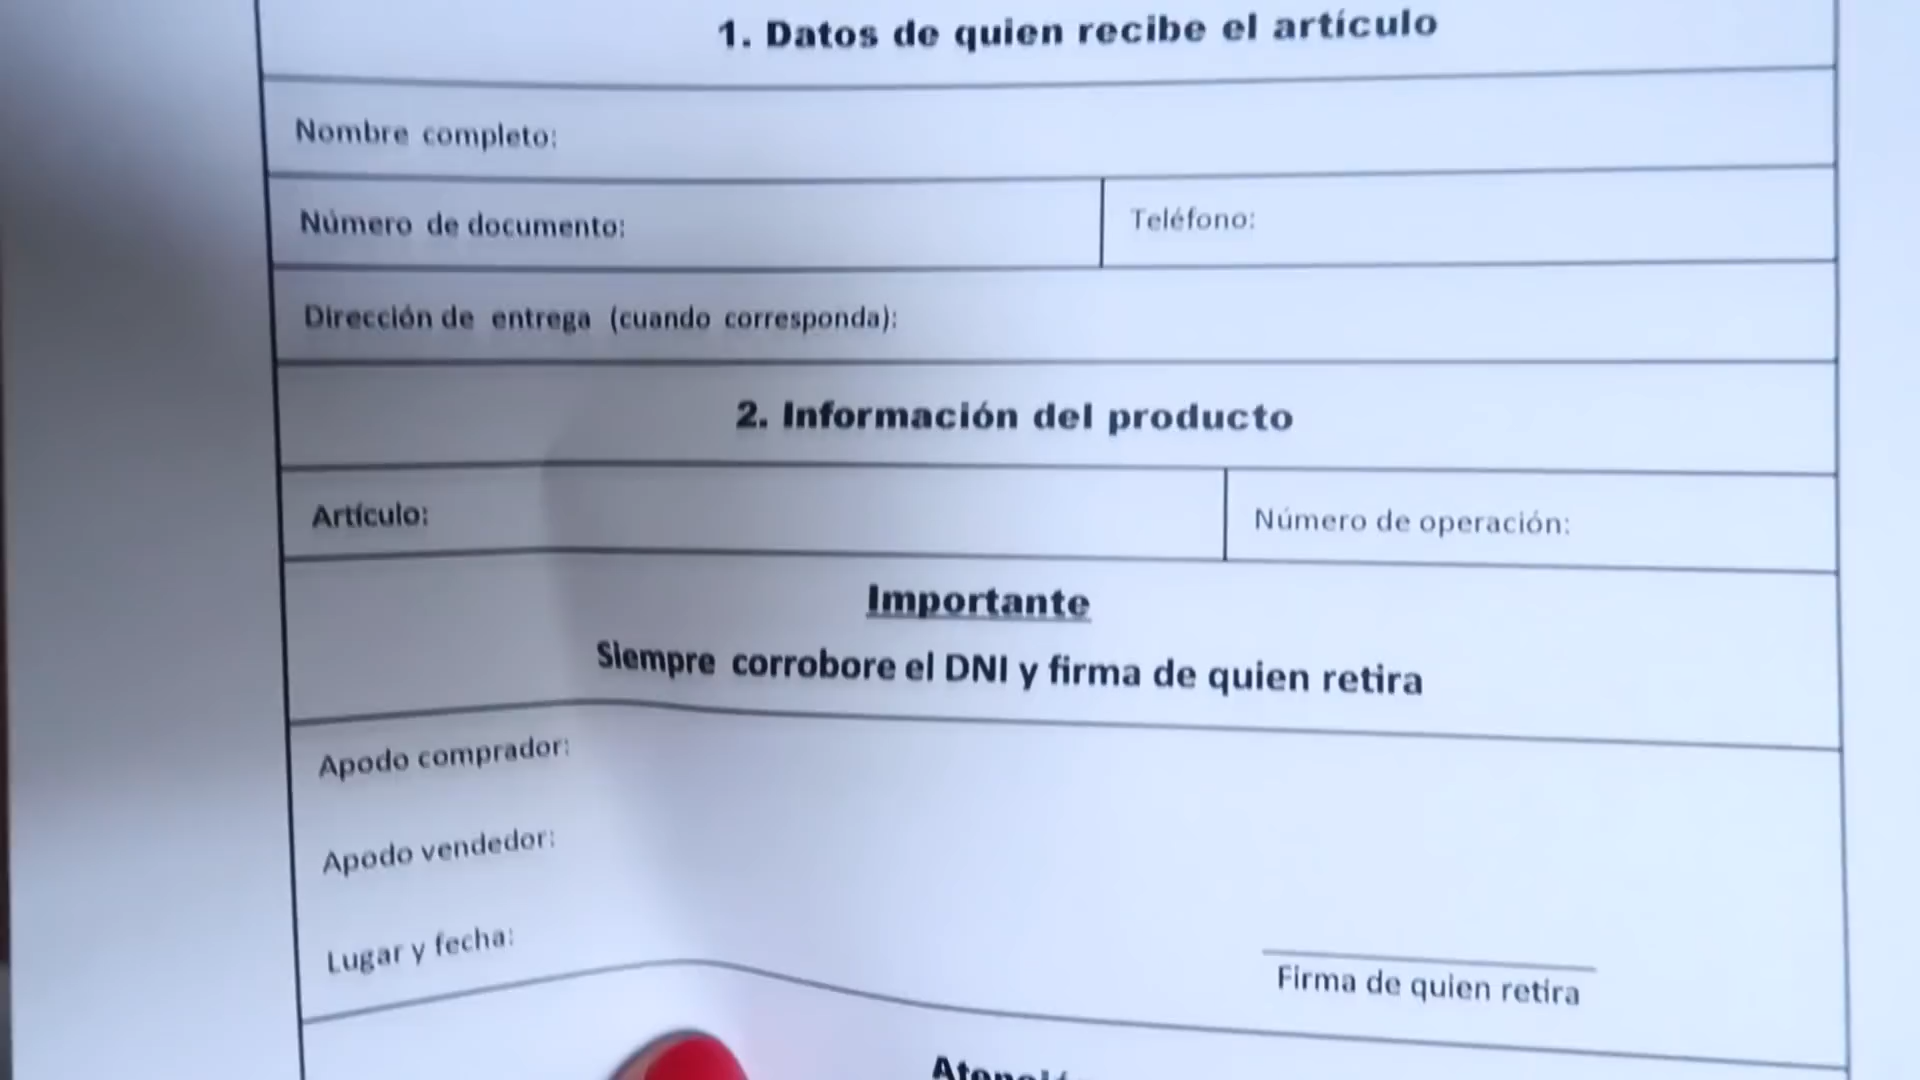 1. Datos de quien recibe el artículo
Nombre completo:
Número de documento:
Teléfono:
Dirección de entrega (cuando corresponda):
2. Información del producto
Artículo:
Número de operación:
Importante
Siempre corrobore el DNI y firma de quien retira
Apodo comprador:
Apodo vendedor:
Lugar y fecha:
Firma de quien retira